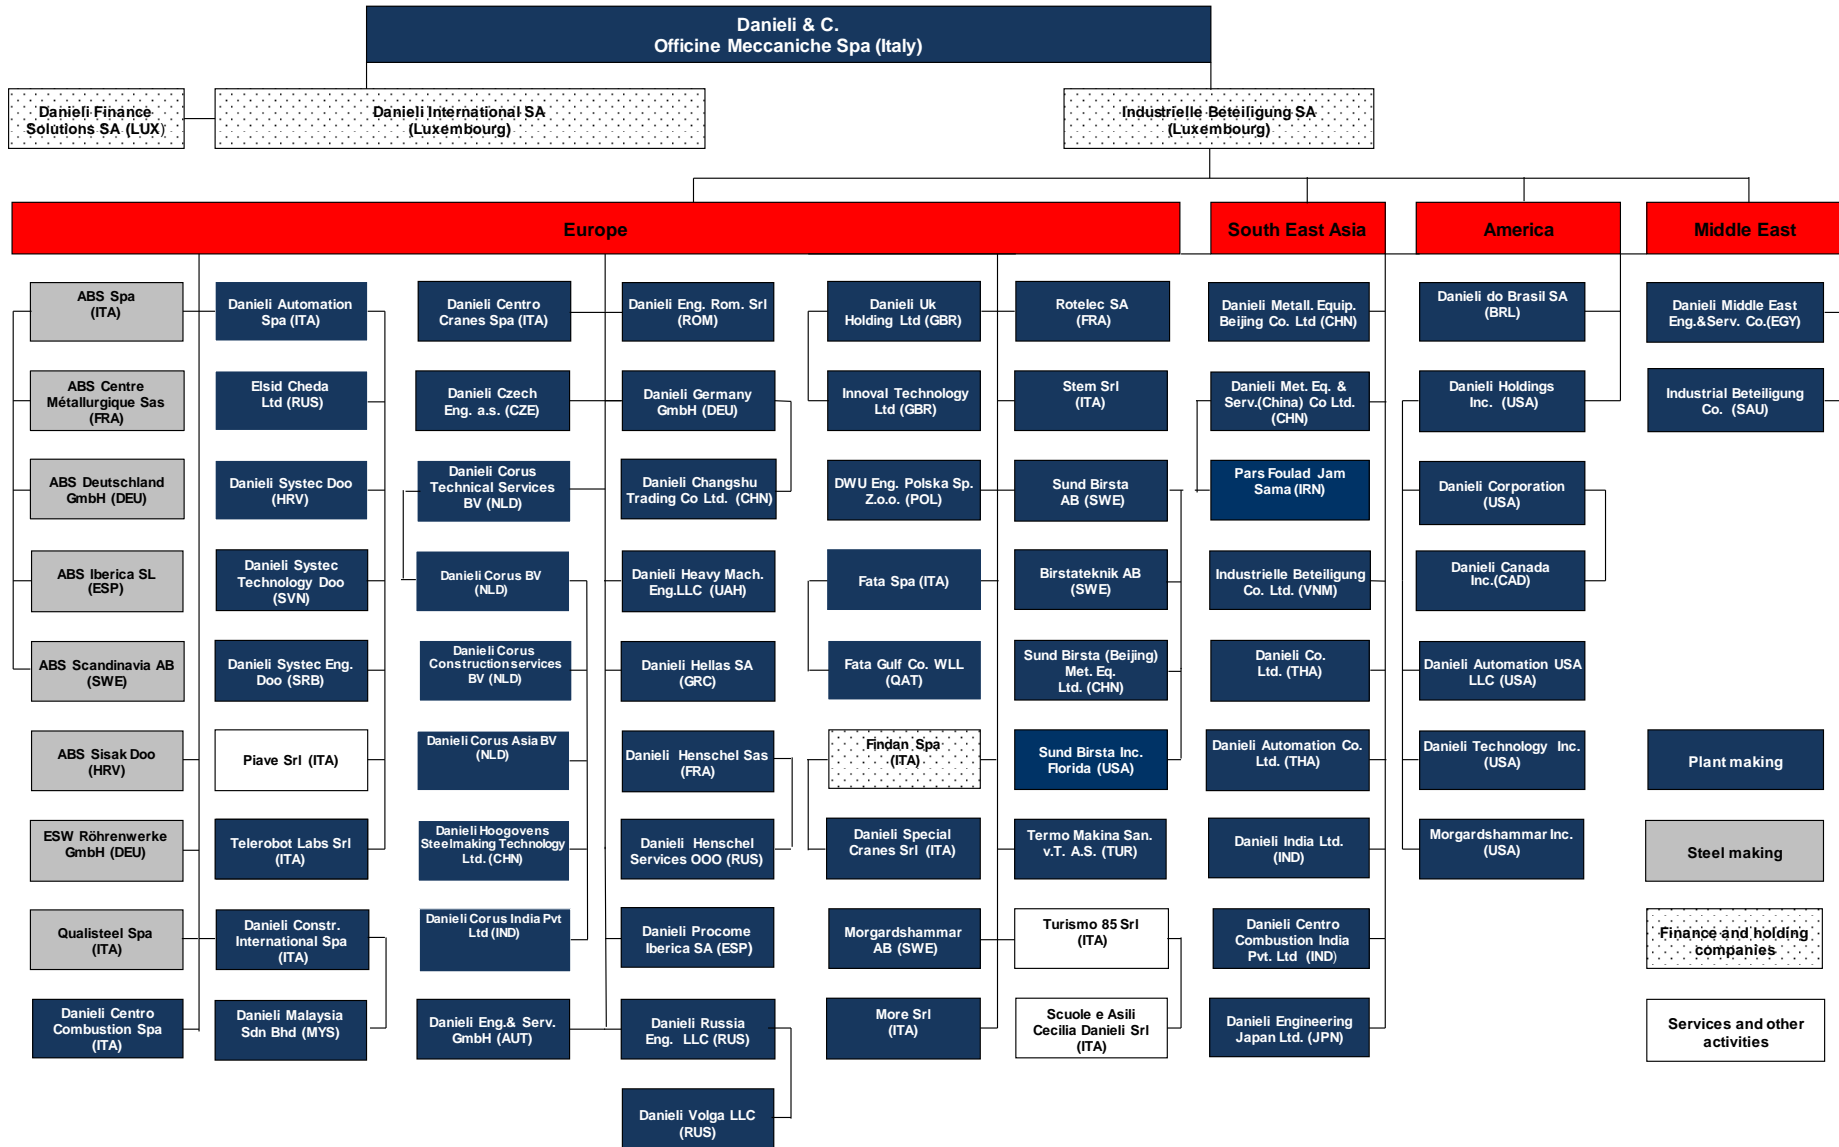 Danieli & C.
Officine Meccaniche Spa (Italy)
Danieli Finance
Solutions SA (LUX)
Danieli International SA
(Luxembourg)
Industrielle Beteiligung SA
(Luxembourg)
Europe
South East Asia
America
Middle East
ABS Spa
(ITA)
Danieli Automation
Spa (ITA)
Danieli Centro
Cranes Spa (ITA)
Danieli Eng. Rom. Srl
(ROM)
Danieli Uk
Holding Ltd (GBR)
Rotelec SA
(FRA)
Danieli Metall. Equip.
Beijing Co. Ltd (CHN)
Danieli do Brasil SA
(BRL)
Danieli Middle East
Eng.&Serv. Co.(EGY)
ABS Centre
Métallurgique Sas
(FRA)
Elsid Cheda
Ltd (RUS)
Danieli Czech
Eng. a.s. (CZE)
Danieli Germany
GmbH (DEU)
Innoval Technology
Ltd (GBR)
Stem Srl
(ITA)
Danieli Met. Eq. &
Serv.(China) Co Ltd.
(CHN)
Danieli Holdings
Inc. (USA)
Industrial Beteiligung
Co. (SAU)
ABS Deutschland
GmbH (DEU)
Danieli Systec Doo
(HRV)
Danieli Corus
Technical Services
BV (NLD)
Danieli Changshu
Trading Co Ltd. (CHN)
DWU Eng. Polska Sp.
Z.o.o. (POL)
Sund Birsta
AB (SWE)
Pars Foulad Jam
Sama (IRN)
Danieli Corporation
(USA)
ABS Iberica SL
(ESP)
Danieli Systec
Technology Doo
(SVN)
Danieli Corus BV
(NLD)
Danieli Heavy Mach.
Eng.LLC (UAH)
Fata Spa (ITA)
Birstateknik AB
(SWE)
Industrielle Beteiligung
Co. Ltd. (VNM)
Danieli Canada
Inc.(CAD)
ABS Scandinavia AB
(SWE)
Danieli Systec Eng.
Doo (SRB)
Danieli Corus
Construction services
BV (NLD)
Danieli Hellas SA
(GRC)
Fata Gulf Co. WLL
(QAT)
Sund Birsta (Beijing)
Met. Eq.
Ltd. (CHN)
Danieli Co.
Ltd. (THA)
Danieli Automation USA
LLC (USA)
ABS Sisak Doo
(HRV)
Piave Srl (ITA)
Danieli Corus Asia BV
(NLD)
Danieli Henschel Sas
(FRA)
Findan Spa
(ITA)
Sund Birsta Inc.
Florida (USA)
Danieli Automation Co.
Ltd. (THA)
Danieli Technology Inc.
(USA)
Plant making
ESW Röhrenwerke
GmbH (DEU)
Telerobot Labs Srl
(ITA)
Danieli Hoogovens
Steelmaking Technology
Ltd. (CHN)
Danieli Henschel
Services OOO (RUS)
Danieli Special
Cranes Srl (ITA)
Termo Makina San.
v.T. A.S. (TUR)
Danieli India Ltd.
(IND)
Morgardshammar Inc.
(USA)
Steel making
Qualisteel Spa
(ITA)
Danieli Constr.
International Spa
(ITA)
Danieli Corus India Pvt
Ltd (IND)
Danieli Procome
Iberica SA (ESP)
Morgardshammar
AB (SWE)
Turismo 85 Srl
(ITA)
Danieli Centro
Combustion India
Pvt. Ltd (IND)
Finance and holding
companies
Danieli Centro
Combustion Spa
(ITA)
Danieli Malaysia
Sdn Bhd (MYS)
Danieli Eng.& Serv.
GmbH (AUT)
Danieli Russia
Eng. LLC (RUS)
More Srl
(ITA)
Scuole e Asili
Cecilia Danieli Srl
(ITA)
Danieli Engineering
Japan Ltd. (JPN)
Services and other
activities
Danieli Volga LLC
(RUS)